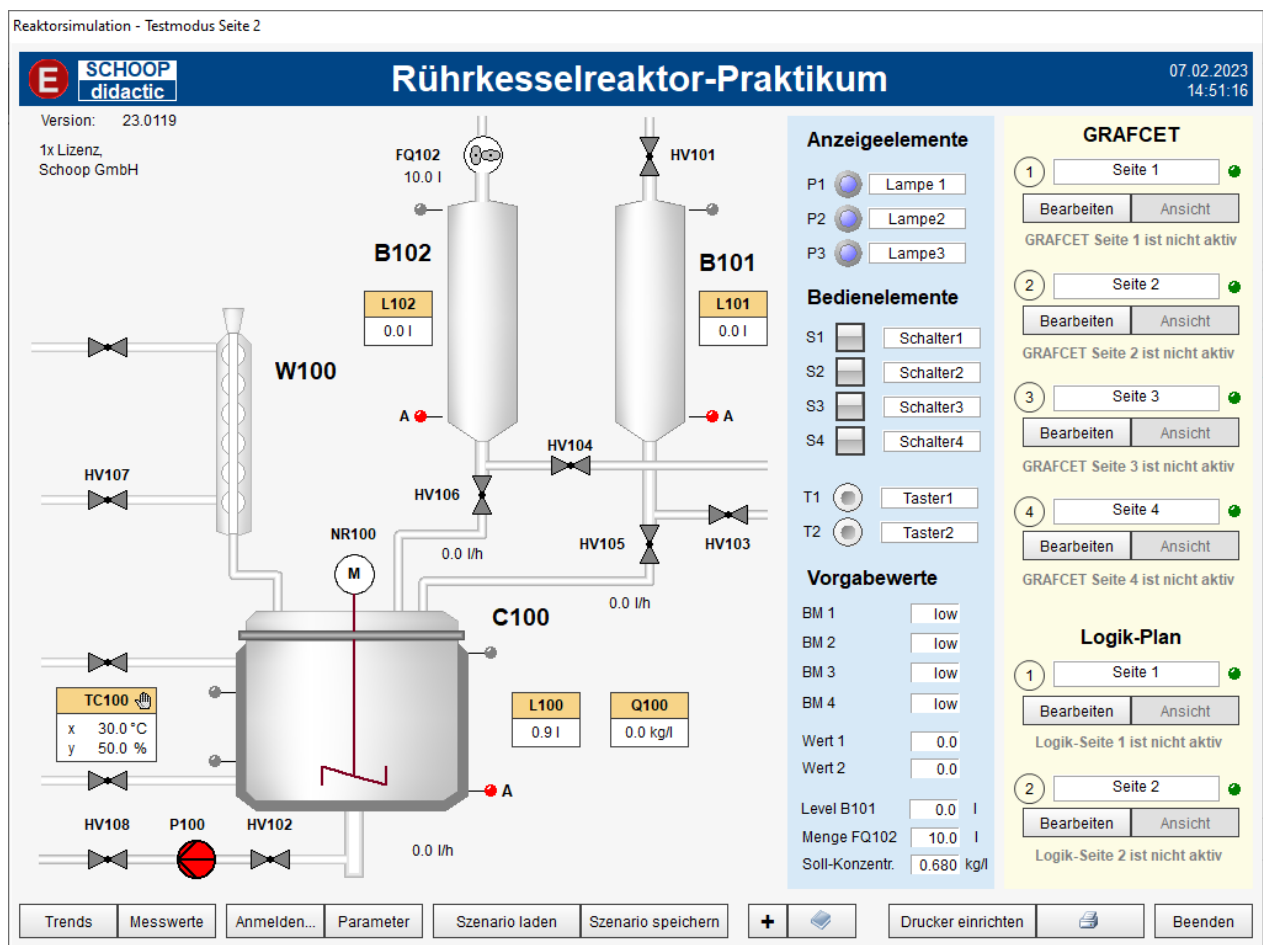 Reaktorsimulation - Testmodus Seite 2
E SCHOOP didactic
Rührkesselreaktor-Praktikum
07.02.2023
14:51:16
Version: 23.0119
1x Lizenz,
Schoop GmbH
FQ102
10.0 l
HV101
B102
B101
L102
0.0 l
L101
0.0 l
W100
A
A
HV104
HV107
HV106
NR100
M
0.0 l/h
HV105
HV103
0.0 l/h
C100
TC100
x 30.0 °C
y 50.0 %
L100
0.9 l
Q100
0.0 kg/l
A
HV108
P100
HV102
0.0 l/h
Anzeigeelemente
P1 Lampe 1
P2 Lampe2
P3 Lampe3
Bedienelemente
S1 Schalter1
S2 Schalter2
S3 Schalter3
S4 Schalter4
T1 Taster1
T2 Taster2
Vorgabewerte
BM 1 low
BM 2 low
BM 3 low
BM 4 low
Wert 1 0.0
Wert 2 0.0
Level B101 0.0 l
Menge FQ102 10.0 l
Soll-Konzentr. 0.680 kg/l
GRAFCET
1 Seite 1
Bearbeiten Ansicht
GRAFCET Seite 1 ist nicht aktiv
2 Seite 2
Bearbeiten Ansicht
GRAFCET Seite 2 ist nicht aktiv
3 Seite 3
Bearbeiten Ansicht
GRAFCET Seite 3 ist nicht aktiv
4 Seite 4
Bearbeiten Ansicht
GRAFCET Seite 4 ist nicht aktiv
Logik-Plan
1 Seite 1
Bearbeiten Ansicht
Logik-Seite 1 ist nicht aktiv
2 Seite 2
Bearbeiten Ansicht
Logik-Seite 2 ist nicht aktiv
Trends Messwerte Anmelden... Parameter Szenario laden Szenario speichern + Drucker einrichten Beenden